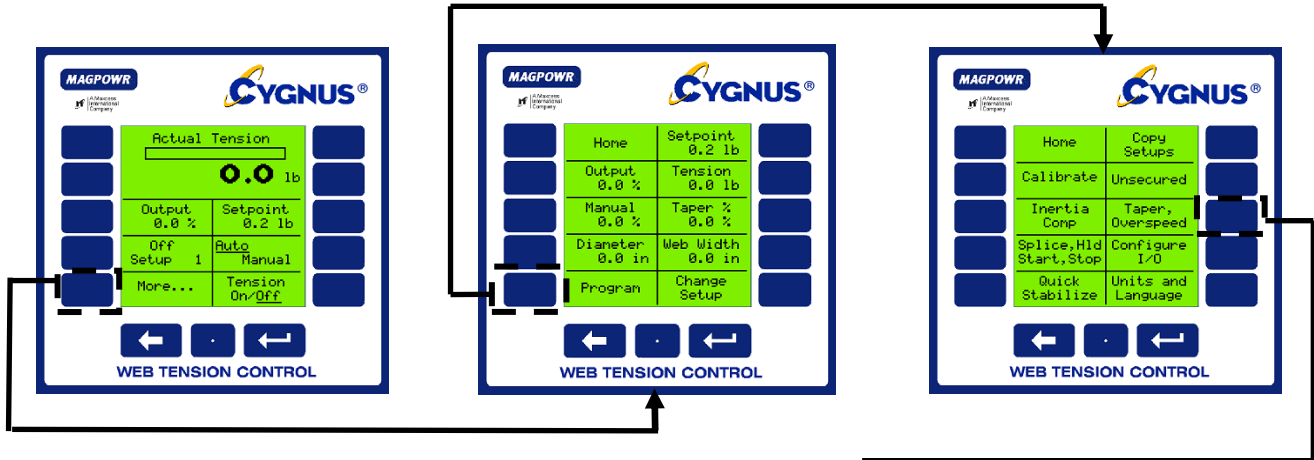 MAGPOWR
A Maxcess
International
Company
CYGNUS®
Actual Tension
0.0 lb
Output
0.0 %
Setpoint
0.2 lb
Off
Setup 1
Auto
Manual
More...
Tension
On/Off
WEB TENSION CONTROL
MAGPOWR
A Maxcess
International
Company
CYGNUS®
Home
Setpoint
0.2 lb
Output
0.0 %
Tension
0.0 lb
Manual
0.0 %
Taper %
0.0 %
Diameter
0.0 in
Web Width
0.0 in
Program
Change
Setup
WEB TENSION CONTROL
MAGPOWR
A Maxcess
International
Company
CYGNUS®
Home
Copy
Setups
Calibrate
Unsecured
Inertia
Comp
Taper,
Overspeed
Splice,Hld
Start,Stop
Configure
I/O
Quick
Stabilize
Units and
Language
WEB TENSION CONTROL